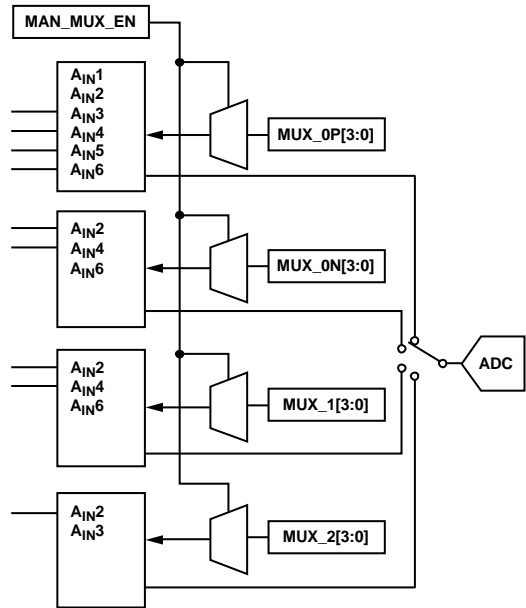 MAN_MUX_EN
AIN1
AIN2
AIN3
AIN4
AIN5
AIN6
MUX_0P[3:0]
AIN2
AIN4
AIN6
MUX_0N[3:0]
ADC
AIN2
AIN4
AIN6
MUX_1[3:0]
AIN2
AIN3
MUX_2[3:0]